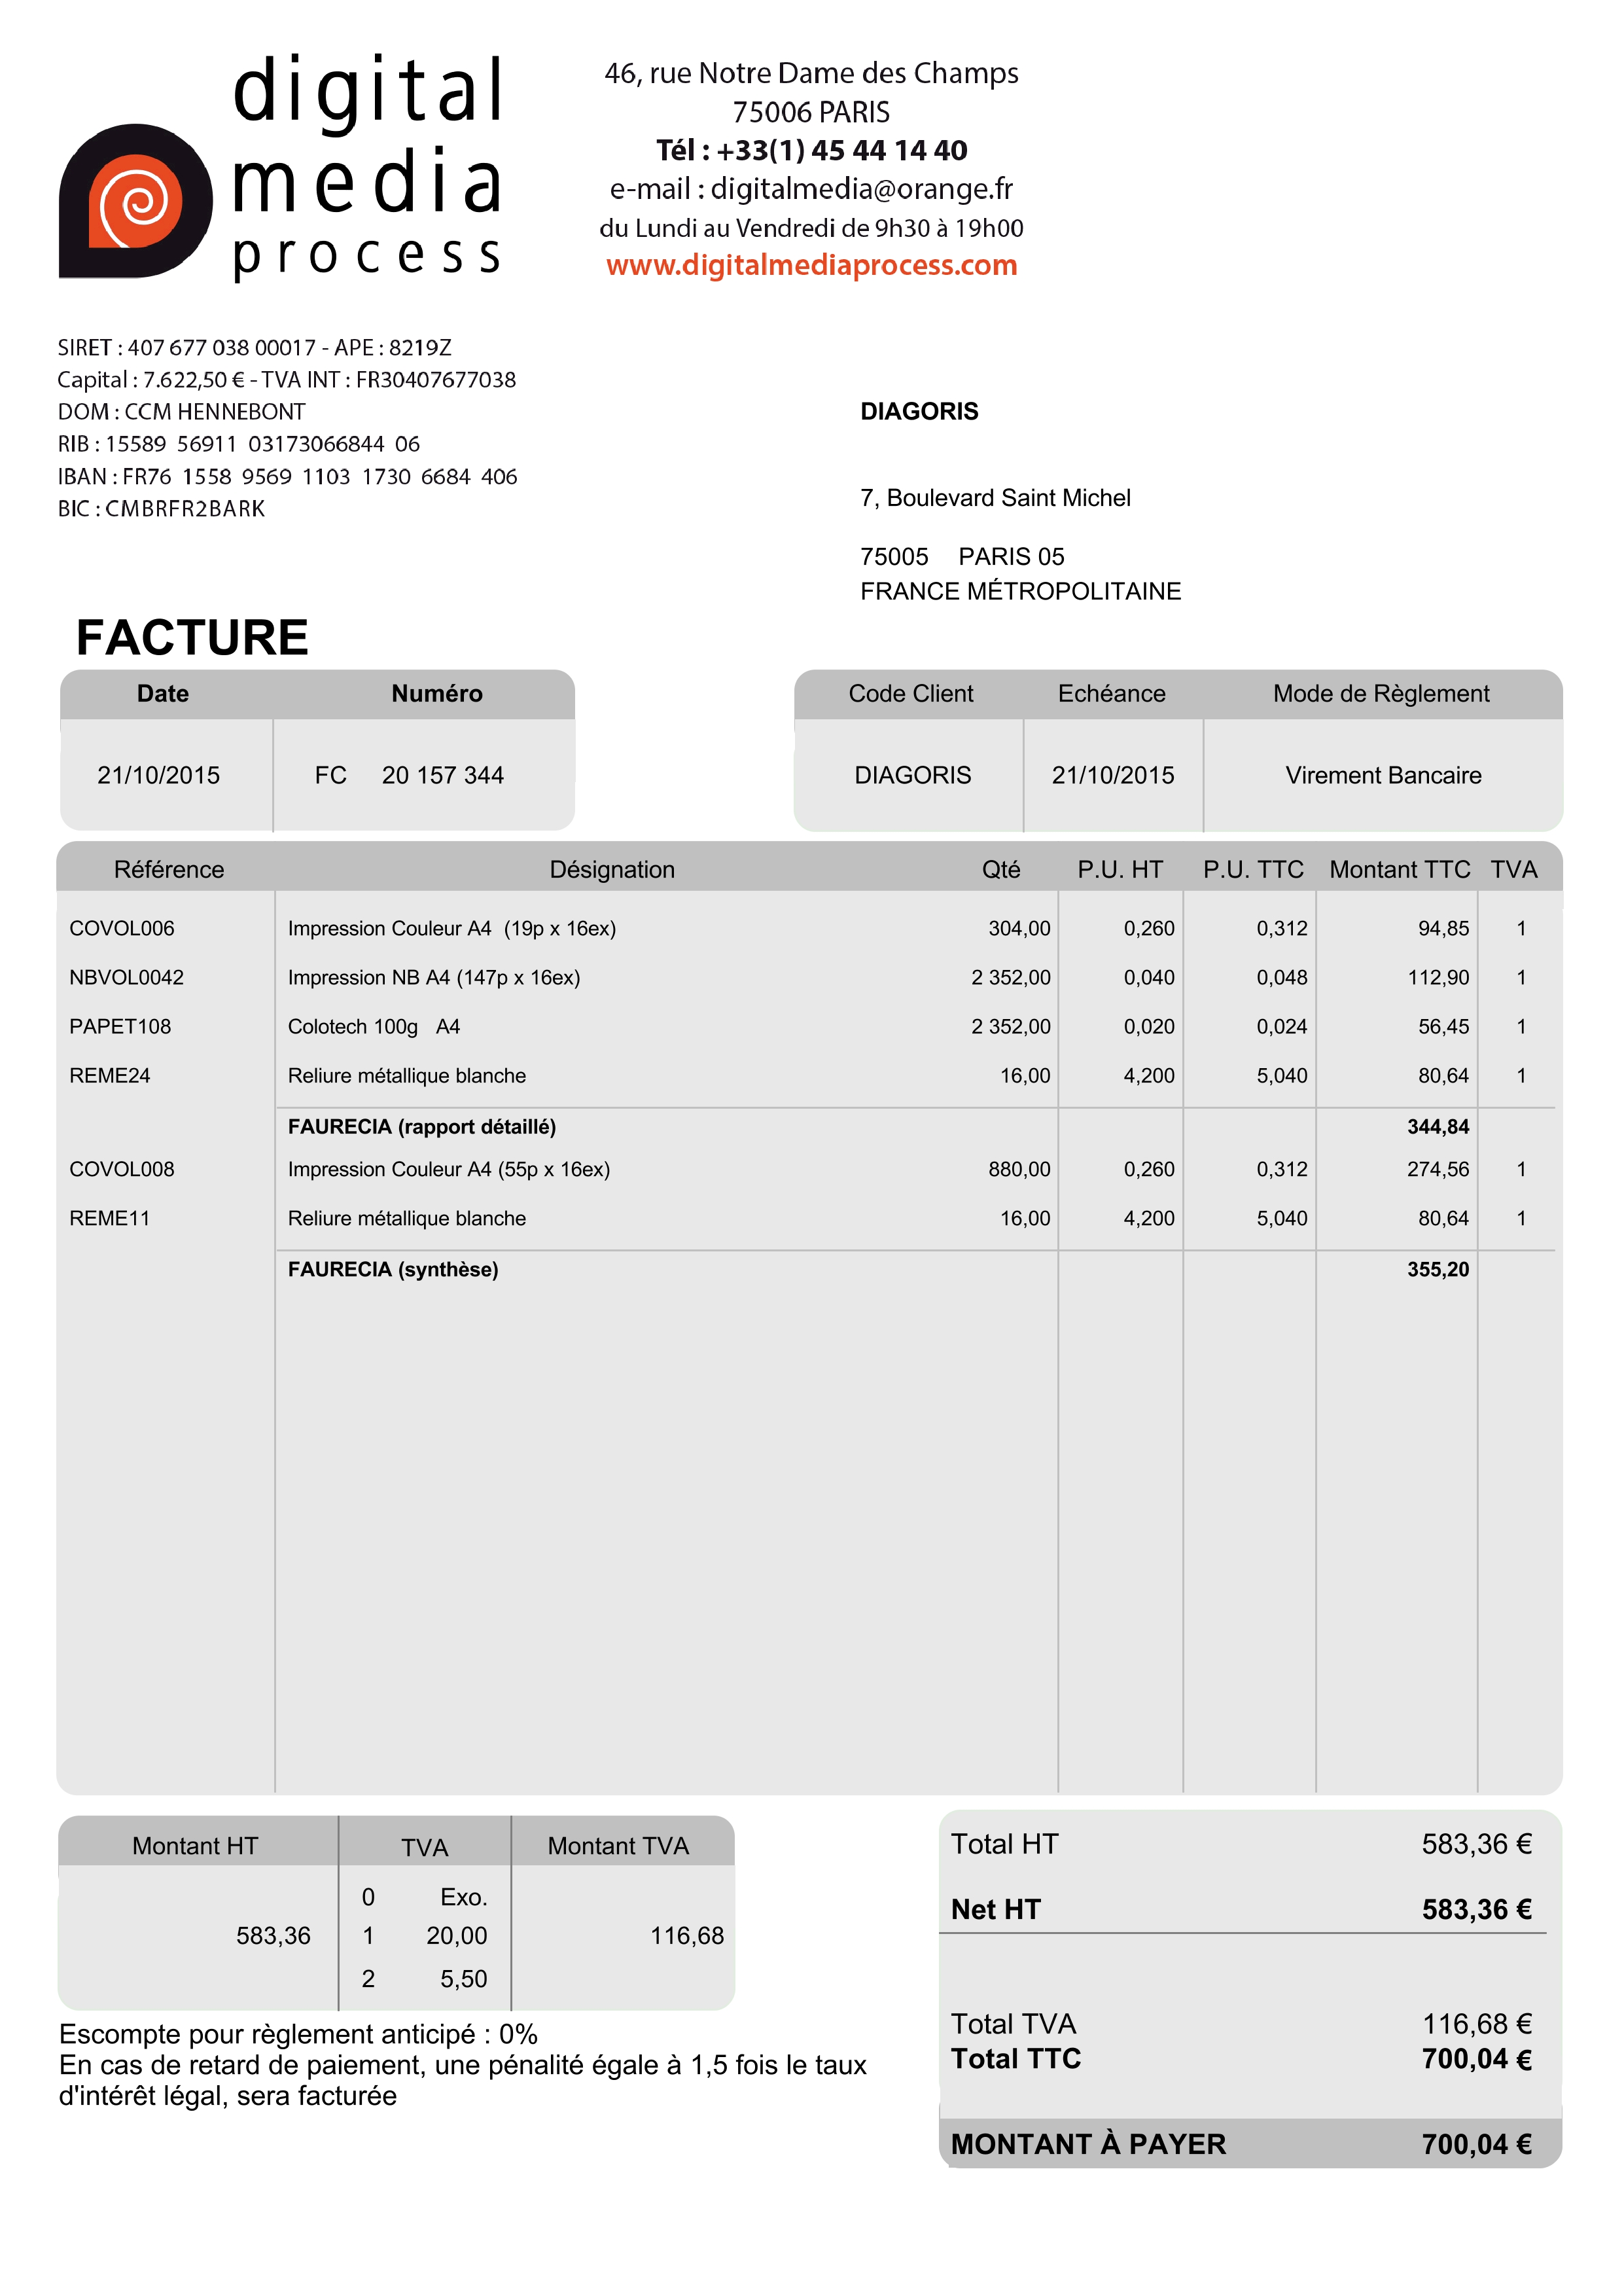 digital
media
process
46, rue Notre Dame des Champs
75006 PARIS
Tél : +33(1) 45 44 14 40
e-mail : digitalmedia@orange.fr
du Lundi au Vendredi de 9h30 à 19h00
www.digitalmediaprocess.com
SIRET : 407 677 038 00017 - APE : 8219Z
Capital : 7.622,50 € - TVA INT : FR30407677038
DOM : CCM HENNEBONT
RIB : 15589 56911 03173066844 06
IBAN : FR76 1558 9569 1103 1730 6684 406
BIC : CMBRFR2BARK
DIAGORIS
7, Boulevard Saint Michel
75005 PARIS 05
FRANCE MÉTROPOLITAINE
FACTURE
Date Numéro
21/10/2015 FC 20 157 344
Code Client Echéance Mode de Règlement
DIAGORIS 21/10/2015 Virement Bancaire
Référence Désignation Qté P.U. HT P.U. TTC Montant TTC TVA
COVOL006 Impression Couleur A4 (19p x 16ex) 304,00 0,260 0,312 94,85 1
NBVOL0042 Impression NB A4 (147p x 16ex) 2 352,00 0,040 0,048 112,90 1
PAPET108 Colotech 100g A4 2 352,00 0,020 0,024 56,45 1
REME24 Reliure métallique blanche 16,00 4,200 5,040 80,64 1
FAURECIA (rapport détaillé) 344,84
COVOL008 Impression Couleur A4 (55p x 16ex) 880,00 0,260 0,312 274,56 1
REME11 Reliure métallique blanche 16,00 4,200 5,040 80,64 1
FAURECIA (synthèse) 355,20
Montant HT TVA Montant TVA
0 Exo.
583,36 1 20,00 116,68
2 5,50
Escompte pour règlement anticipé : 0%
En cas de retard de paiement, une pénalité égale à 1,5 fois le taux
d'intérêt légal, sera facturée
Total HT 583,36 €
Net HT 583,36 €
Total TVA 116,68 €
Total TTC 700,04 €
MONTANT À PAYER 700,04 €